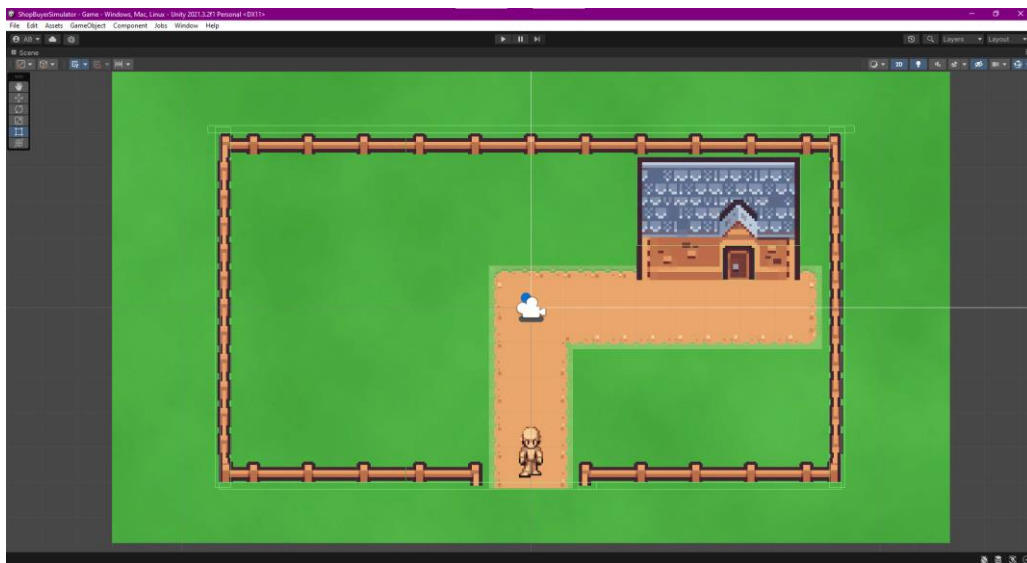 ShopBuyerSimulator - Game - Windows, Mac, Linux - Unity 2021.3.2f1 Personal <DX11>
File Edit Assets GameObject Component Jobs Window Help
AB Layers Layout
Scene
2D